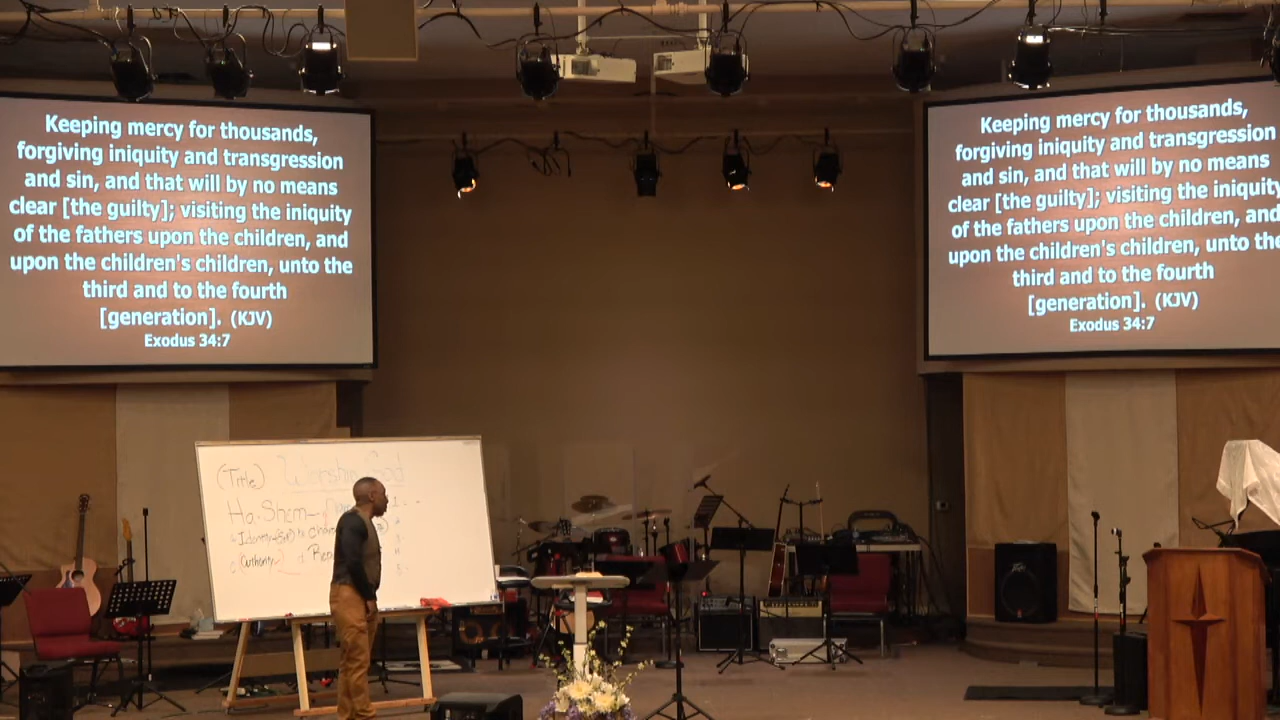 Keeping mercy for thousands,
forgiving iniquity and transgression
and sin, and that will by no means
clear [the guilty]; visiting the iniquity
of the fathers upon the children, and
upon the children's children, unto the
third and to the fourth
[generation]. (KJV)
Exodus 34:7
Keeping mercy for thousands,
forgiving iniquity and transgression
and sin, and that will by no means
clear [the guilty]; visiting the iniquity
of the fathers upon the children, and
upon the children's children, unto the
third and to the fourth
[generation]. (KJV)
Exodus 34:7
(Title) Worship God
Ha-Shem
(Authority)